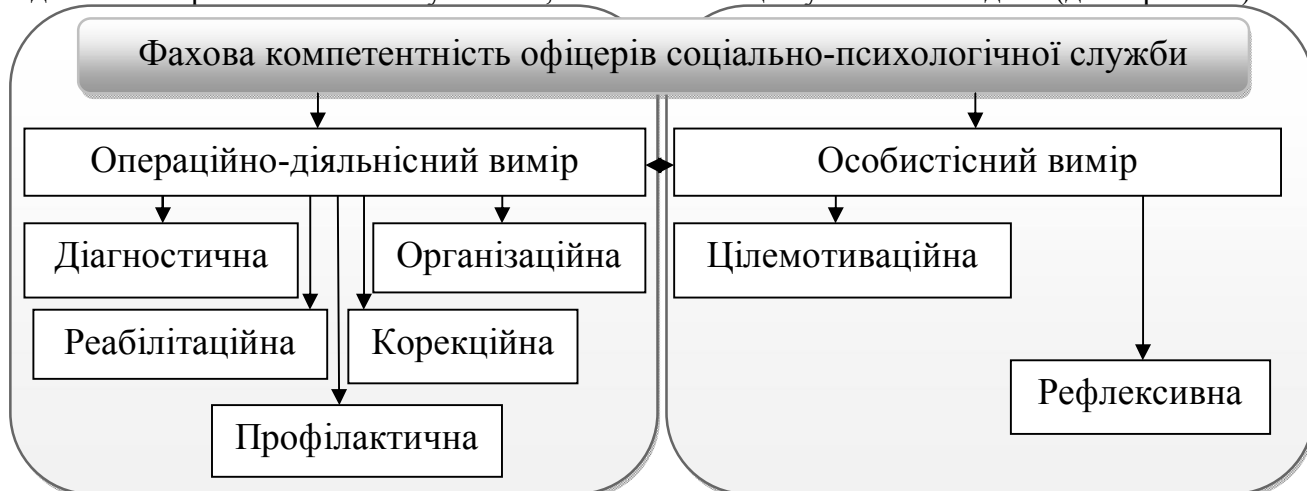 Фахова компетентність офіцерів соціально-психологічної служби
Операційно-діяльнісний вимір
Особистісний вимір
Діагностична
Організаційна
Цілемотиваційна
Реабілітаційна
Корекційна
Рефлексивна
Профілактична